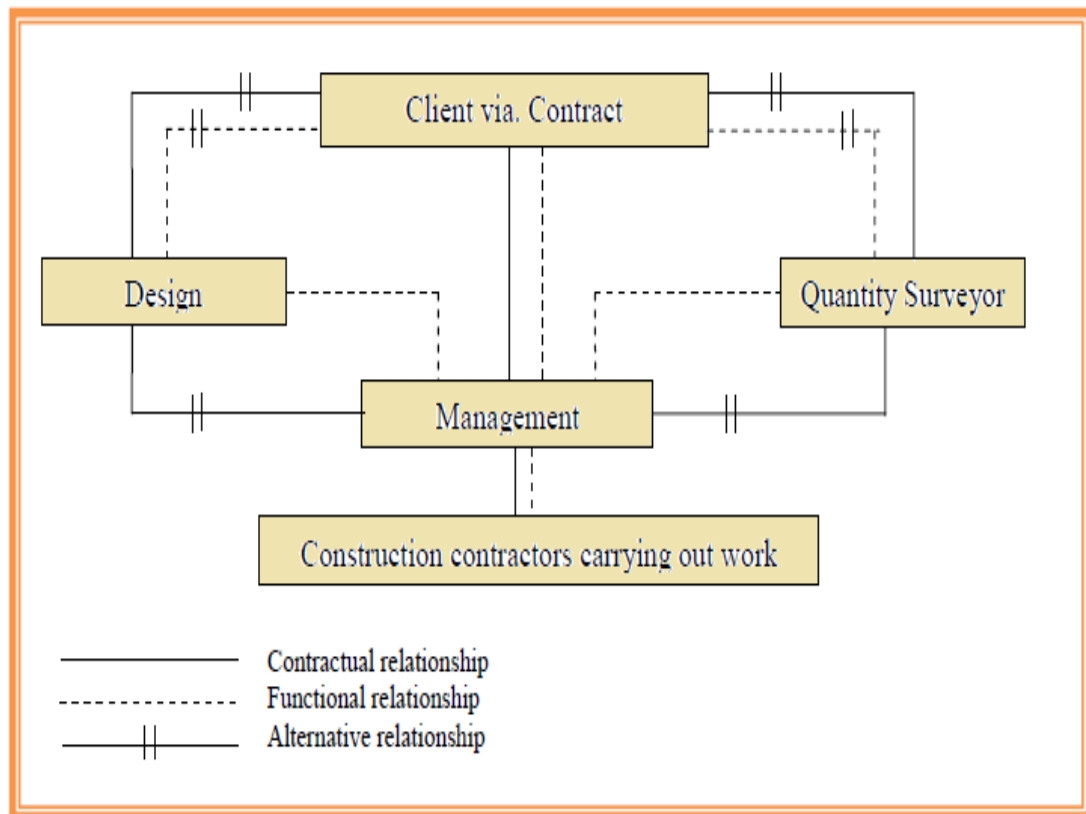 Client via. Contract
Design
Quantity Surveyor
Management
Construction contractors carrying out work
Contractual relationship
Functional relationship
Alternative relationship